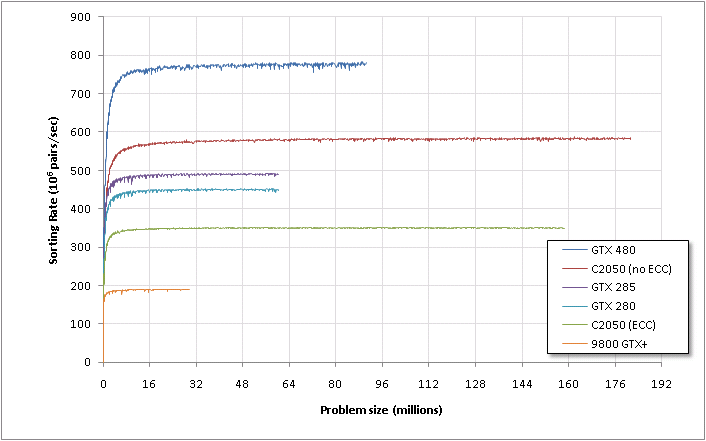 900
800
700
600
500
400
300
200
100
0
Sorting Rate (10⁶ pairs/sec)
0 16 32 48 64 80 96 112 128 144 160 176 192
Problem size (millions)
GTX 480
C2050 (no ECC)
GTX 285
GTX 280
C2050 (ECC)
9800 GTX+